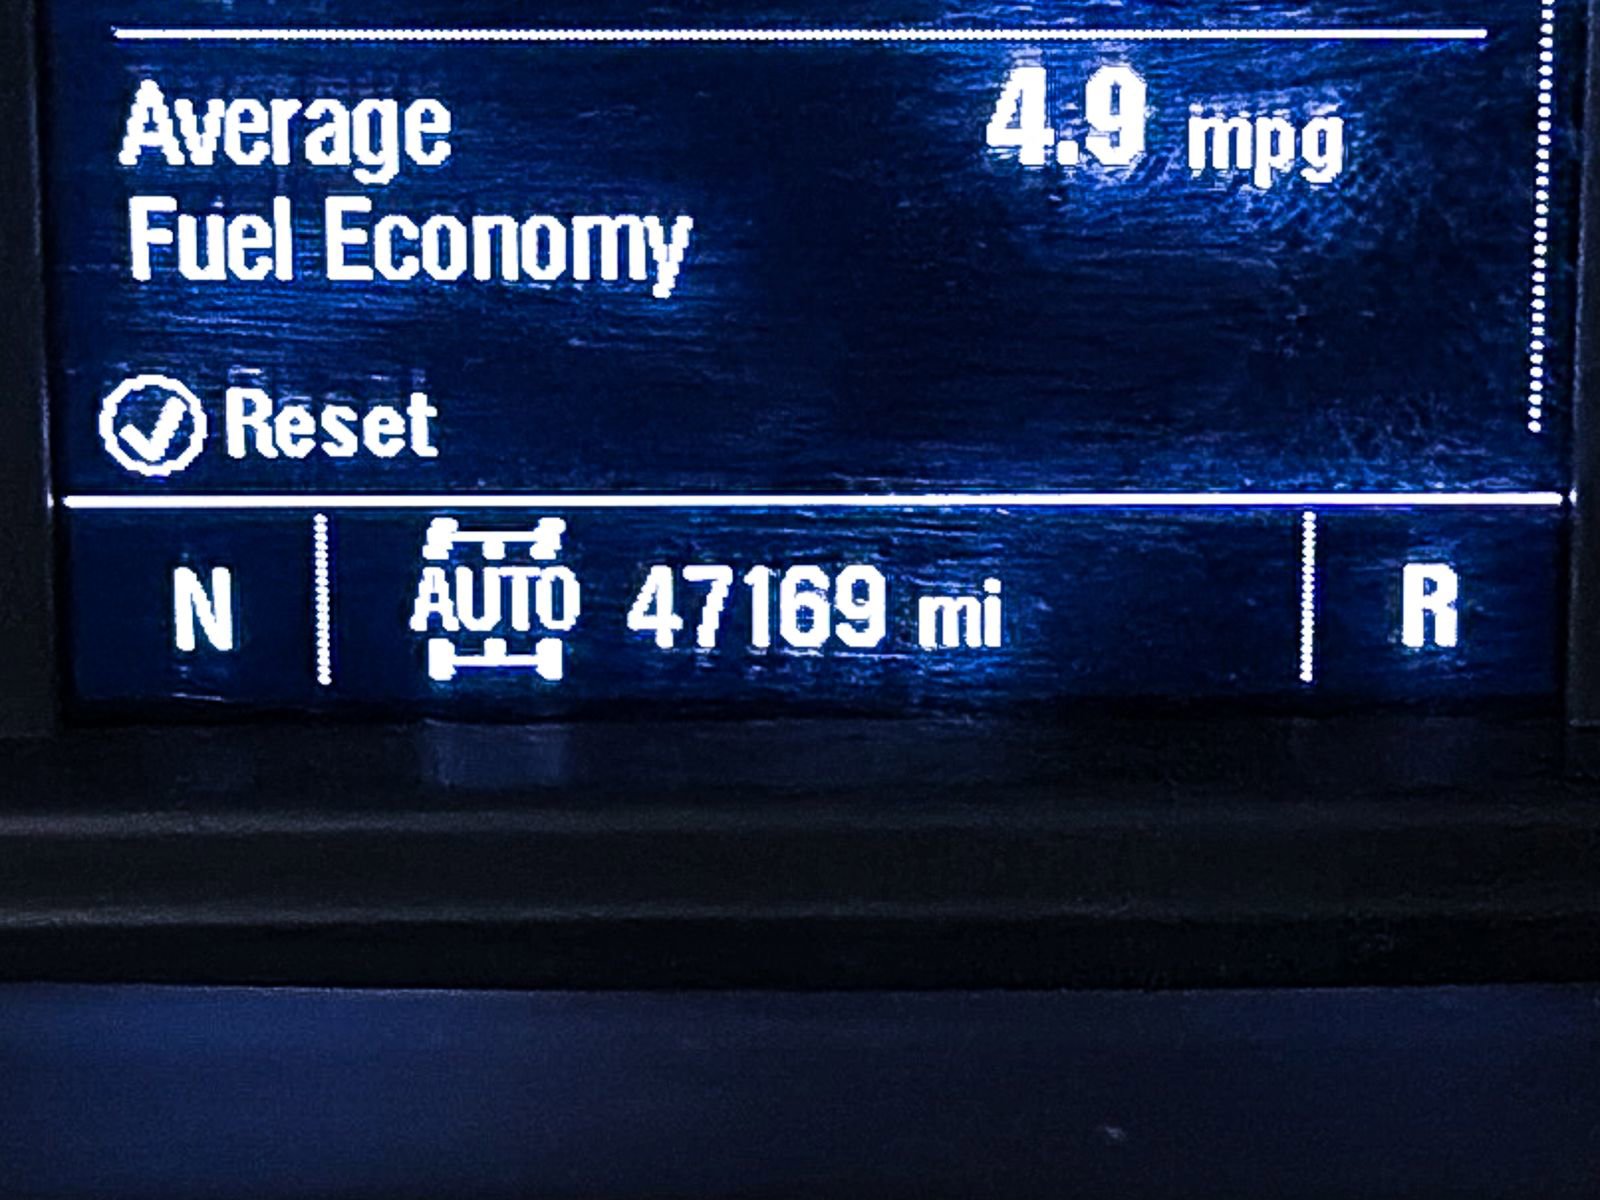 Average 4.9 mpg
Fuel Economy
Reset
N AUTO 47169 mi R